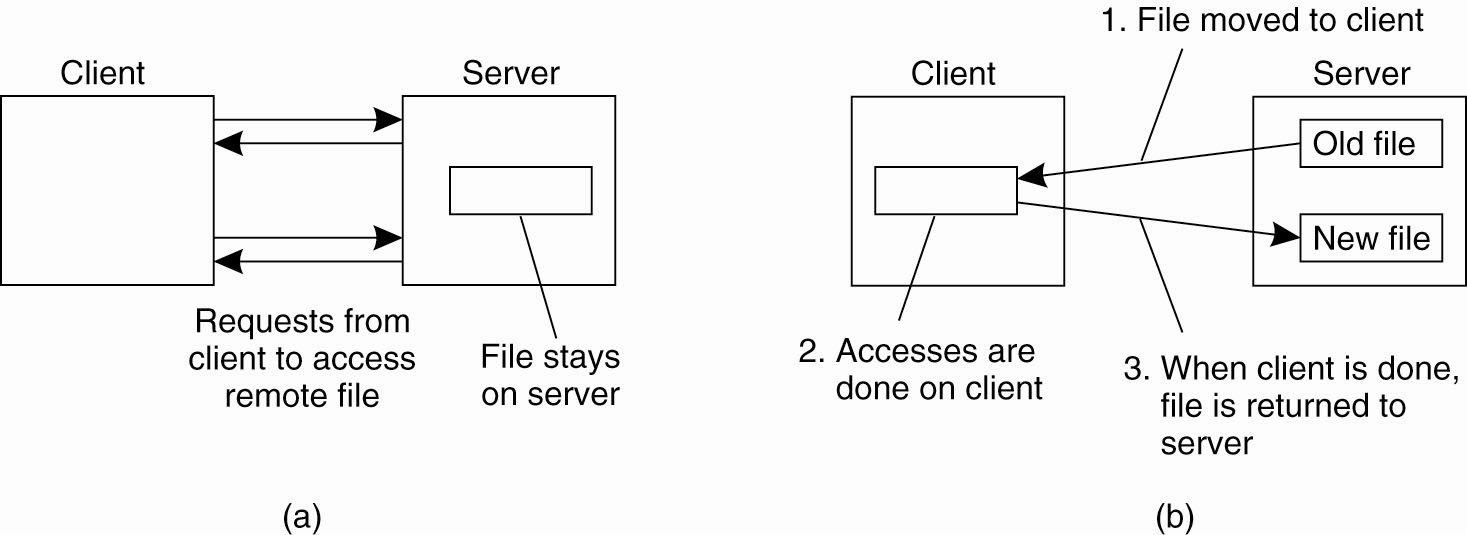 Client
Server
Requests from
client to access
remote file
File stays
on server
(a)
1. File moved to client
Client
Server
Old file
New file
2. Accesses are
done on client
3. When client is done,
file is returned to
server
(b)